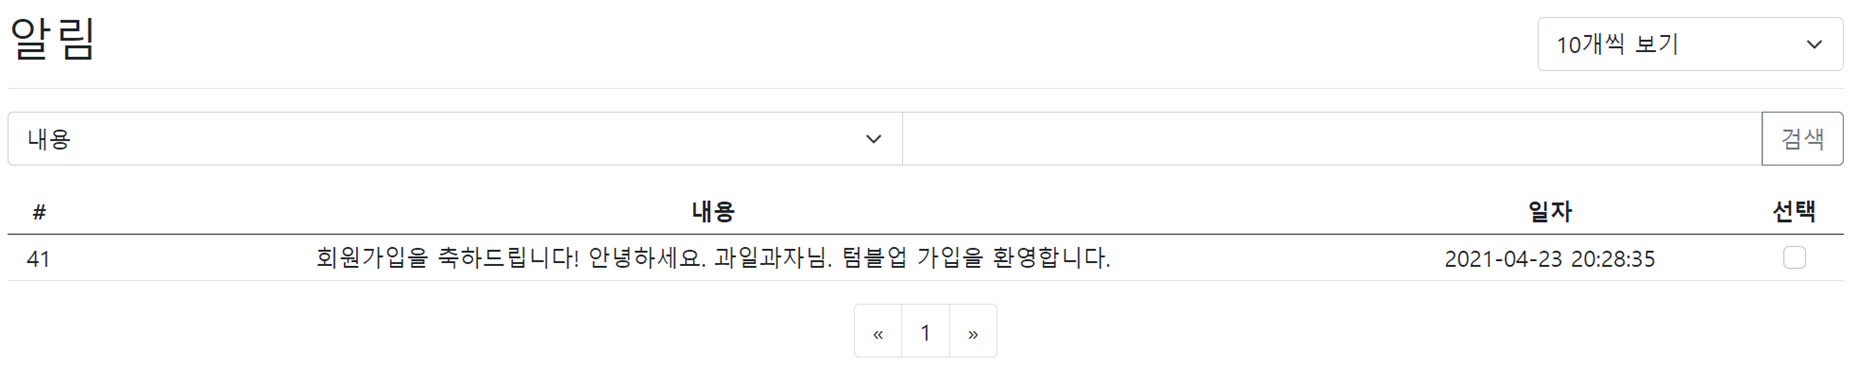 알림
10개씩 보기
내용
검색
# 내용 일자 선택
41 회원가입을 축하드립니다! 안녕하세요. 과일과자님. 텀블업 가입을 환영합니다. 2021-04-23 20:28:35
« 1 »